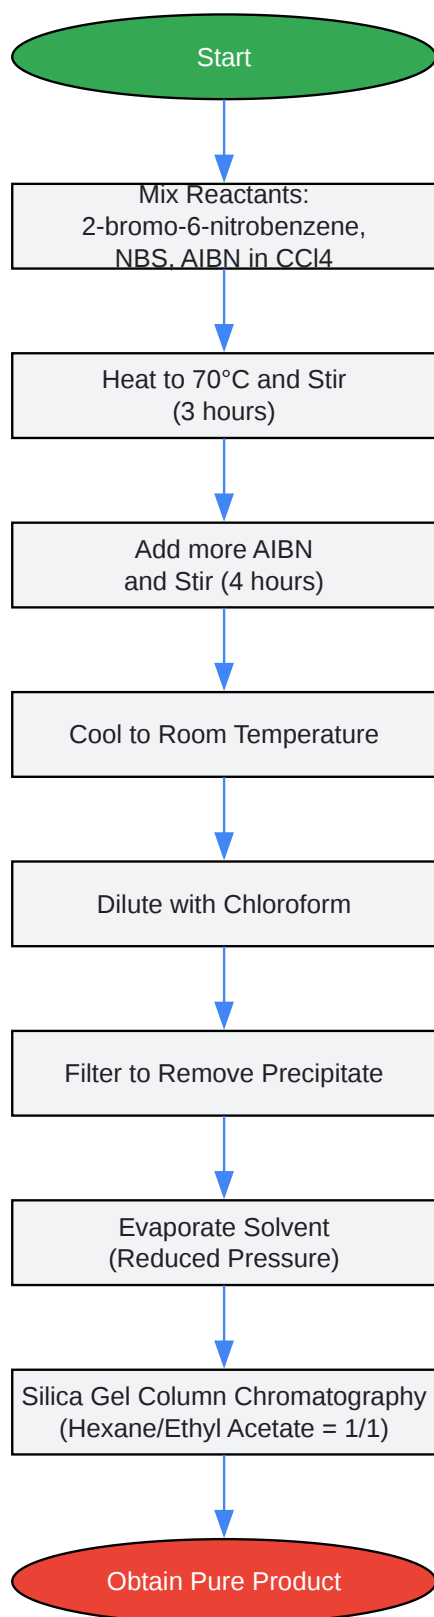 Start
Mix Reactants:
2-bromo-6-nitrobenzene,
NBS, AIBN in CCl4
Heat to 70°C and Stir
(3 hours)
Add more AIBN
and Stir (4 hours)
Cool to Room Temperature
Dilute with Chloroform
Filter to Remove Precipitate
Evaporate Solvent
(Reduced Pressure)
Silica Gel Column Chromatography
(Hexane/Ethyl Acetate = 1/1)
Obtain Pure Product